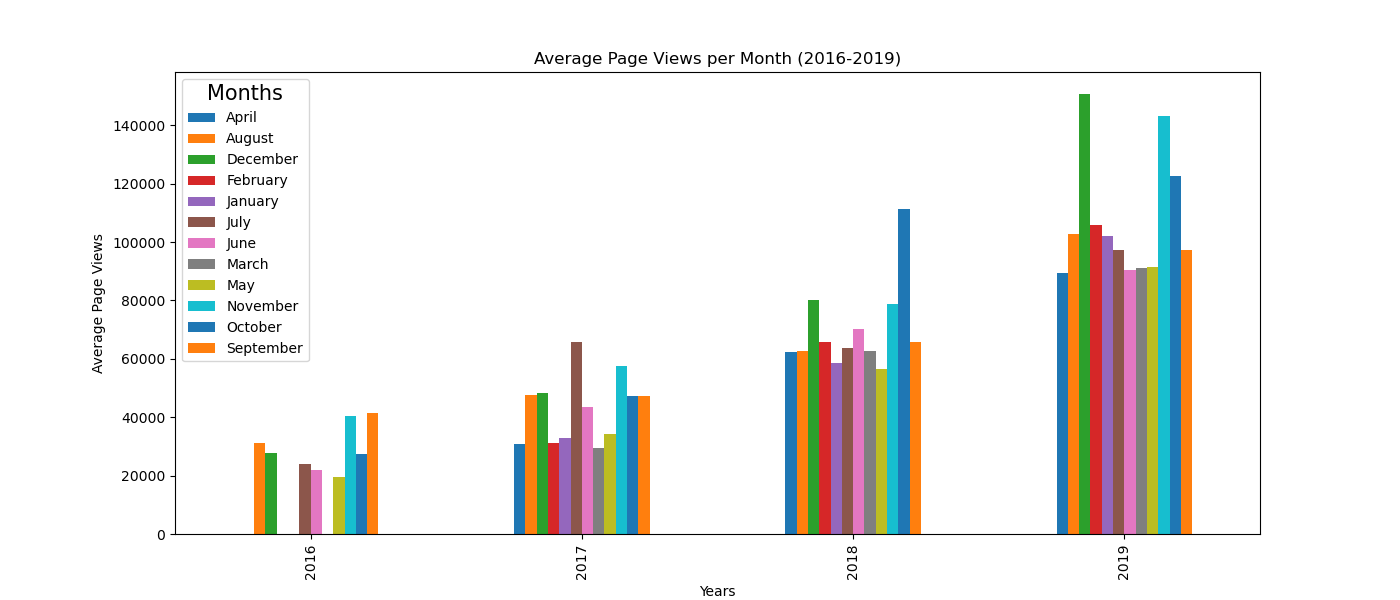 Average Page Views per Month (2016-2019)
Months
April
August
December
February
January
July
June
March
May
November
October
September
140000
120000
100000
80000
60000
40000
20000
0
Average Page Views
2016
2017
2018
2019
Years